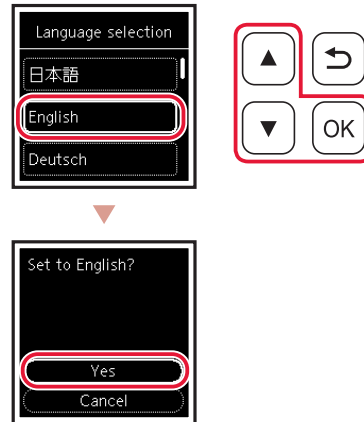 Language selection
日本語
English
Deutsch
OK
Set to English?
Yes
Cancel